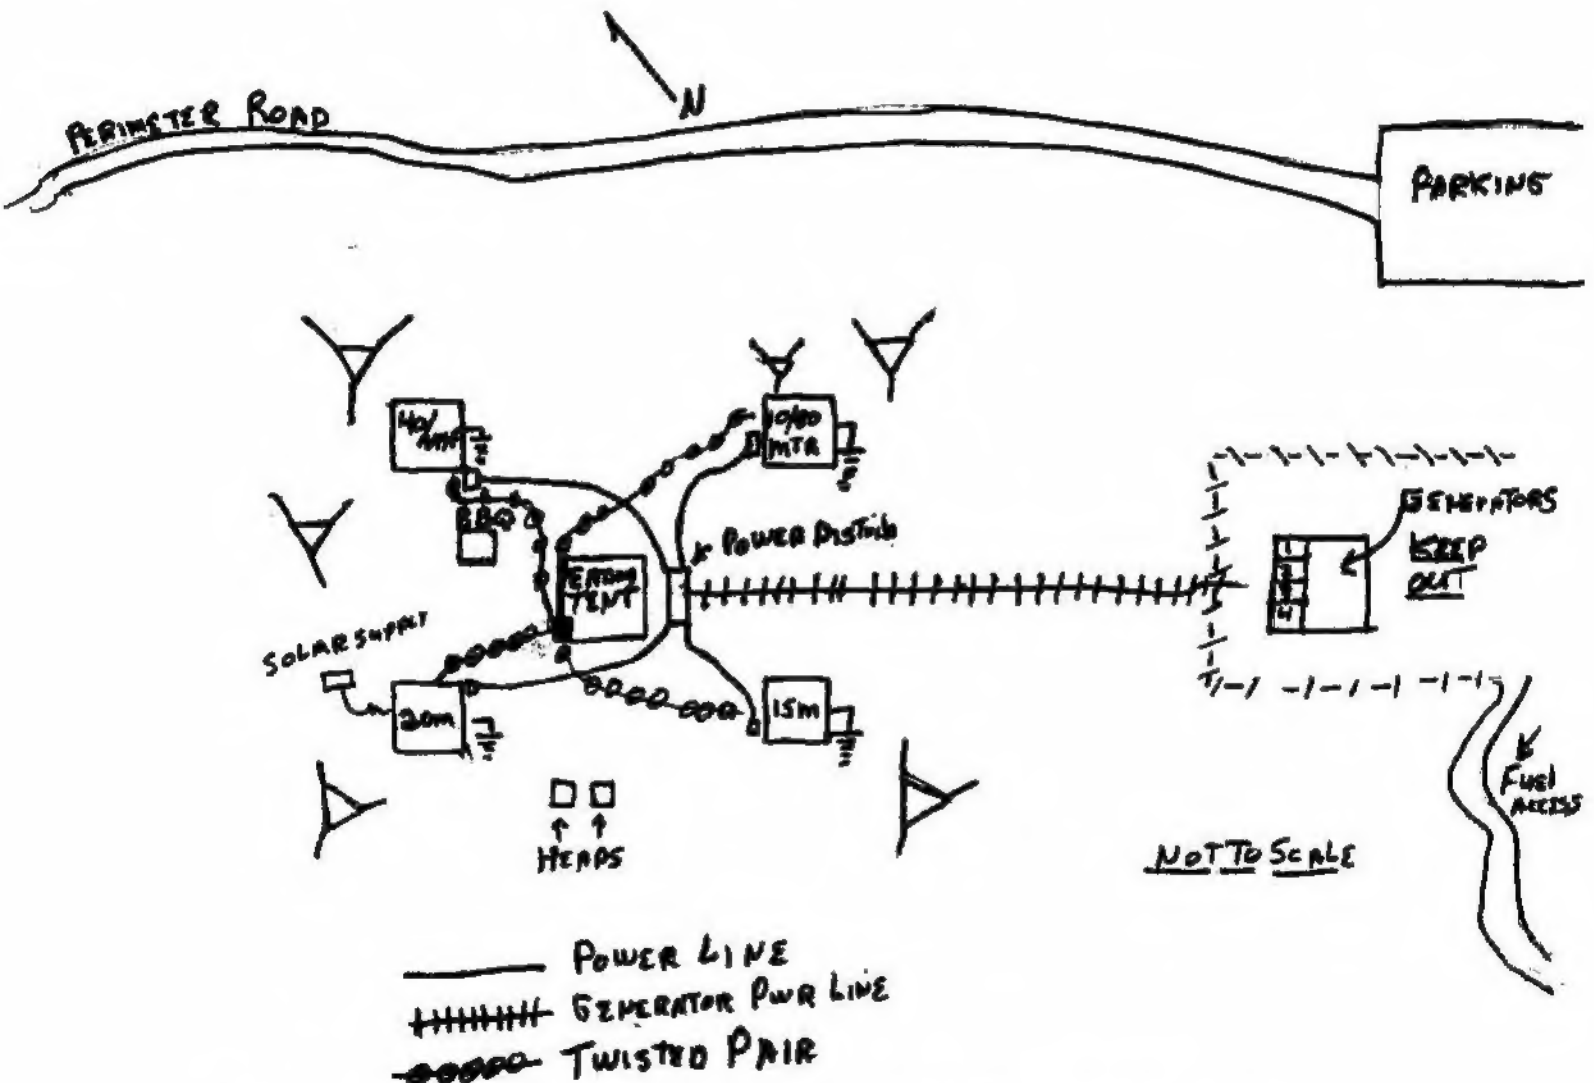 N
PERIMETER ROAD
PARKING
40/
10/80
MTR
BBQ
TENT
POWER DISTRIB
GENERATORS
KEEP
OUT
1
2
3
4
SOLAR SUPPLY
20m
15m
HEADS
FUEL
ACCESS
NOT TO SCALE
POWER LINE
GENERATOR PWR LINE
TWISTED PAIR